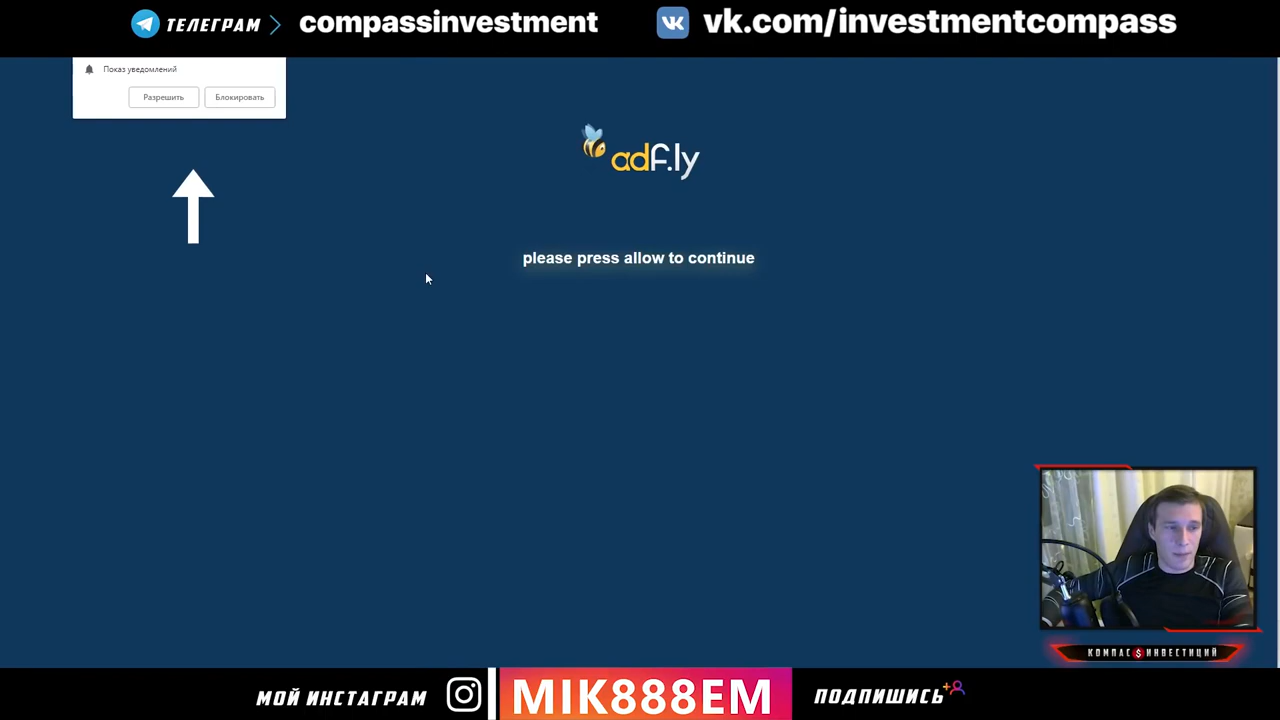 ТЕЛЕГРАМ compassinvestment vk.com/investmentcompass
Показ уведомлений
Разрешить Блокировать
adf.ly
please press allow to continue
КОМПАС $ ИНВЕСТИЦИЙ
МОЙ ИНСТАГРАМ MIK888EM ПОДПИШИСЬ